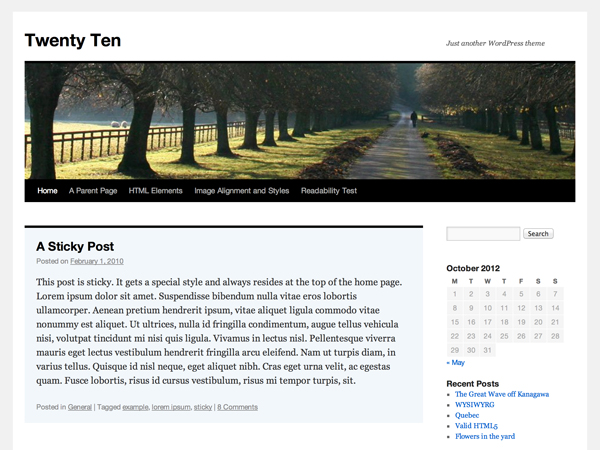 Twenty Ten
Just another WordPress theme
Home A Parent Page HTML Elements Image Alignment and Styles Readability Test
A Sticky Post
Posted on February 1, 2010
This post is sticky. It gets a special style and always resides at the top of the home page.
Lorem ipsum dolor sit amet. Suspendisse bibendum nulla vitae eros lobortis
ullamcorper. Aenean pretium hendrerit ipsum, vitae aliquet ligula commodo vitae
nonummy est aliquet. Ut ultrices, nulla id fringilla condimentum, augue tellus vehicula
nisi, volutpat tincidunt mi nisi quis ligula. Vivamus in lectus nisl. Pellentesque viverra
mauris eget lectus vestibulum hendrerit fringilla arcu eleifend. Nam ut turpis diam, in
varius tellus. Quisque id nisl neque, eget aliquet nibh. Cras eget urna velit, ac egestas
quam. Fusce lobortis, risus id cursus vestibulum, risus mi tempor turpis, sit.
Posted in General | Tagged example, lorem ipsum, sticky | 8 Comments
Search
October 2012
M T W T F S S
1 2 3 4 5 6 7
8 9 10 11 12 13 14
15 16 17 18 19 20 21
22 23 24 25 26 27 28
29 30 31
« May
Recent Posts
The Great Wave off Kanagawa
WYSIWYRG
Quebec
Valid HTML5
Flowers in the yard